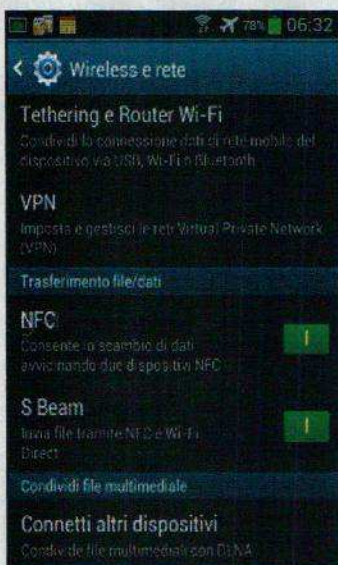 78% 06:32
Wireless e rete
Tethering e Router Wi-Fi
Condividi la connessione dati di rete mobile del
dispositivo via USB, Wi-Fi o Bluetooth
VPN
Imposta e gestisci le reti Virtual Private Network
(VPN)
Trasferimento file/dati
NFC
Consente lo scambio di dati
avvicinando due dispositivi NFC
S Beam
Invia file tramite NFC e Wi-Fi
Direct
Condividi file multimediale
Connetti altri dispositivi
Condivide file multimediali con DLNA